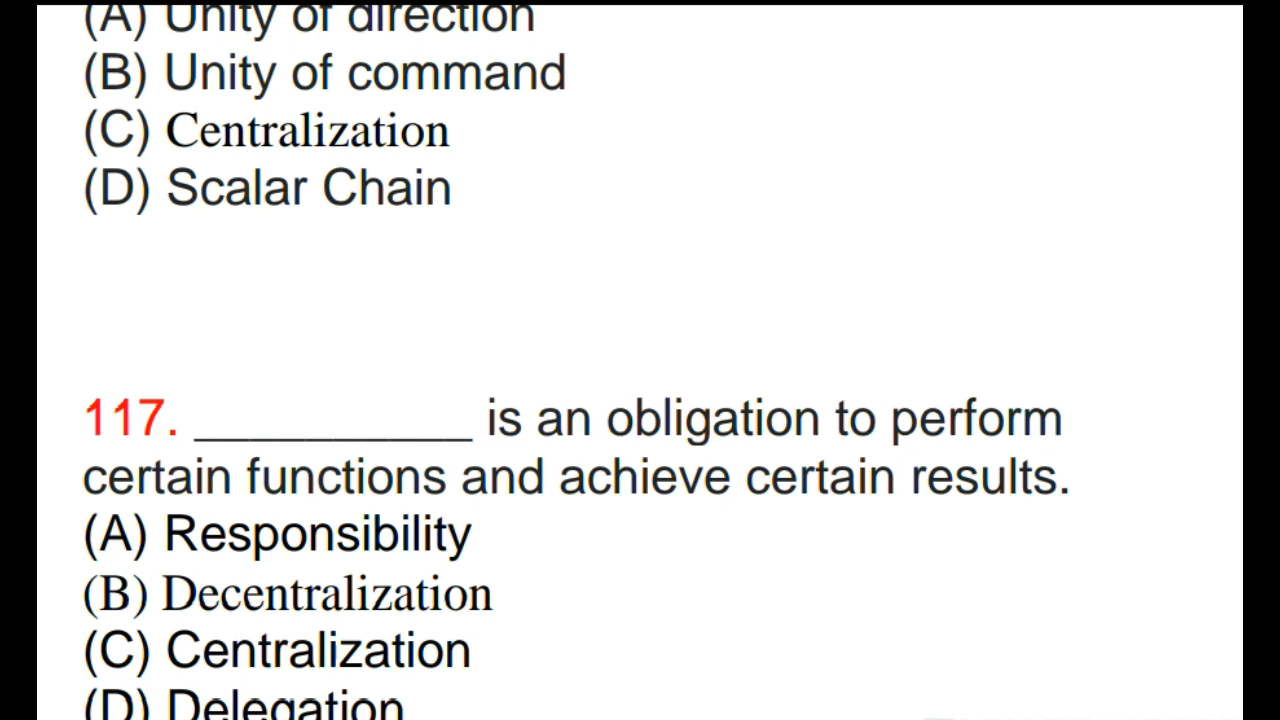 (A) Unity of direction
(B) Unity of command
(C) Centralization
(D) Scalar Chain
117. __________ is an obligation to perform
certain functions and achieve certain results.
(A) Responsibility
(B) Decentralization
(C) Centralization
(D) Delegation